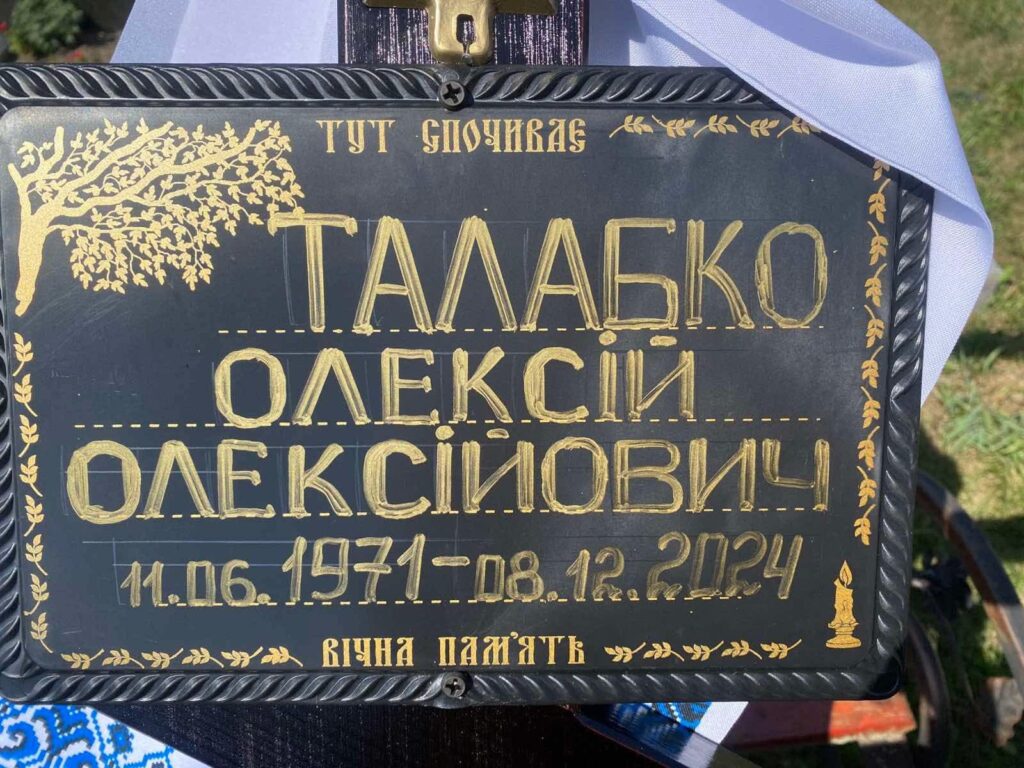 ТУТ СПОЧИВАЄ
ТАЛАБКО
ОЛЕКСІЙ
ОЛЕКСІЙОВИЧ
11.06.1971-08.12.2024
ВІЧНА ПАМ'ЯТЬ